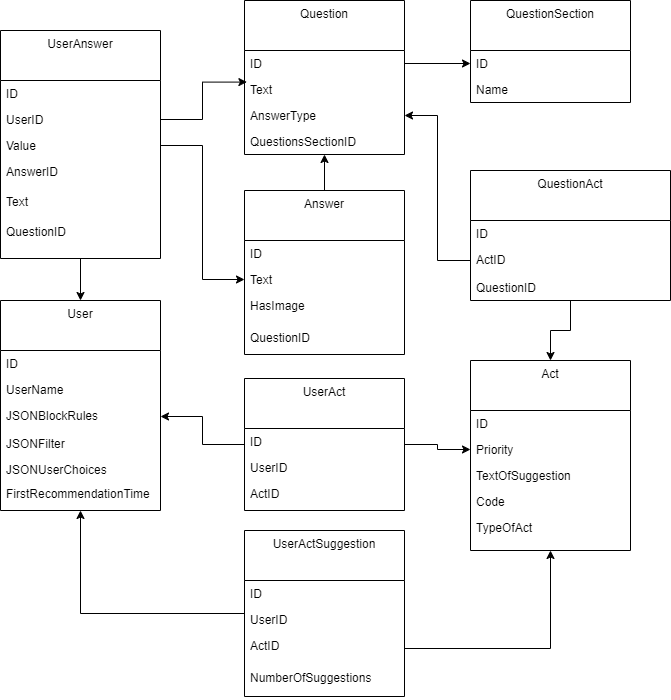 UserAnswer
ID
UserID
Value
AnswerID
Text
QuestionID
Question
ID
Text
AnswerType
QuestionsSectionID
QuestionSection
ID
Name
Answer
ID
Text
HasImage
QuestionID
QuestionAct
ID
ActID
QuestionID
User
ID
UserName
JSONBlockRules
JSONFilter
JSONUserChoices
FirstRecommendationTime
UserAct
ID
UserID
ActID
Act
ID
Priority
TextOfSuggestion
Code
TypeOfAct
UserActSuggestion
ID
UserID
ActID
NumberOfSuggestions